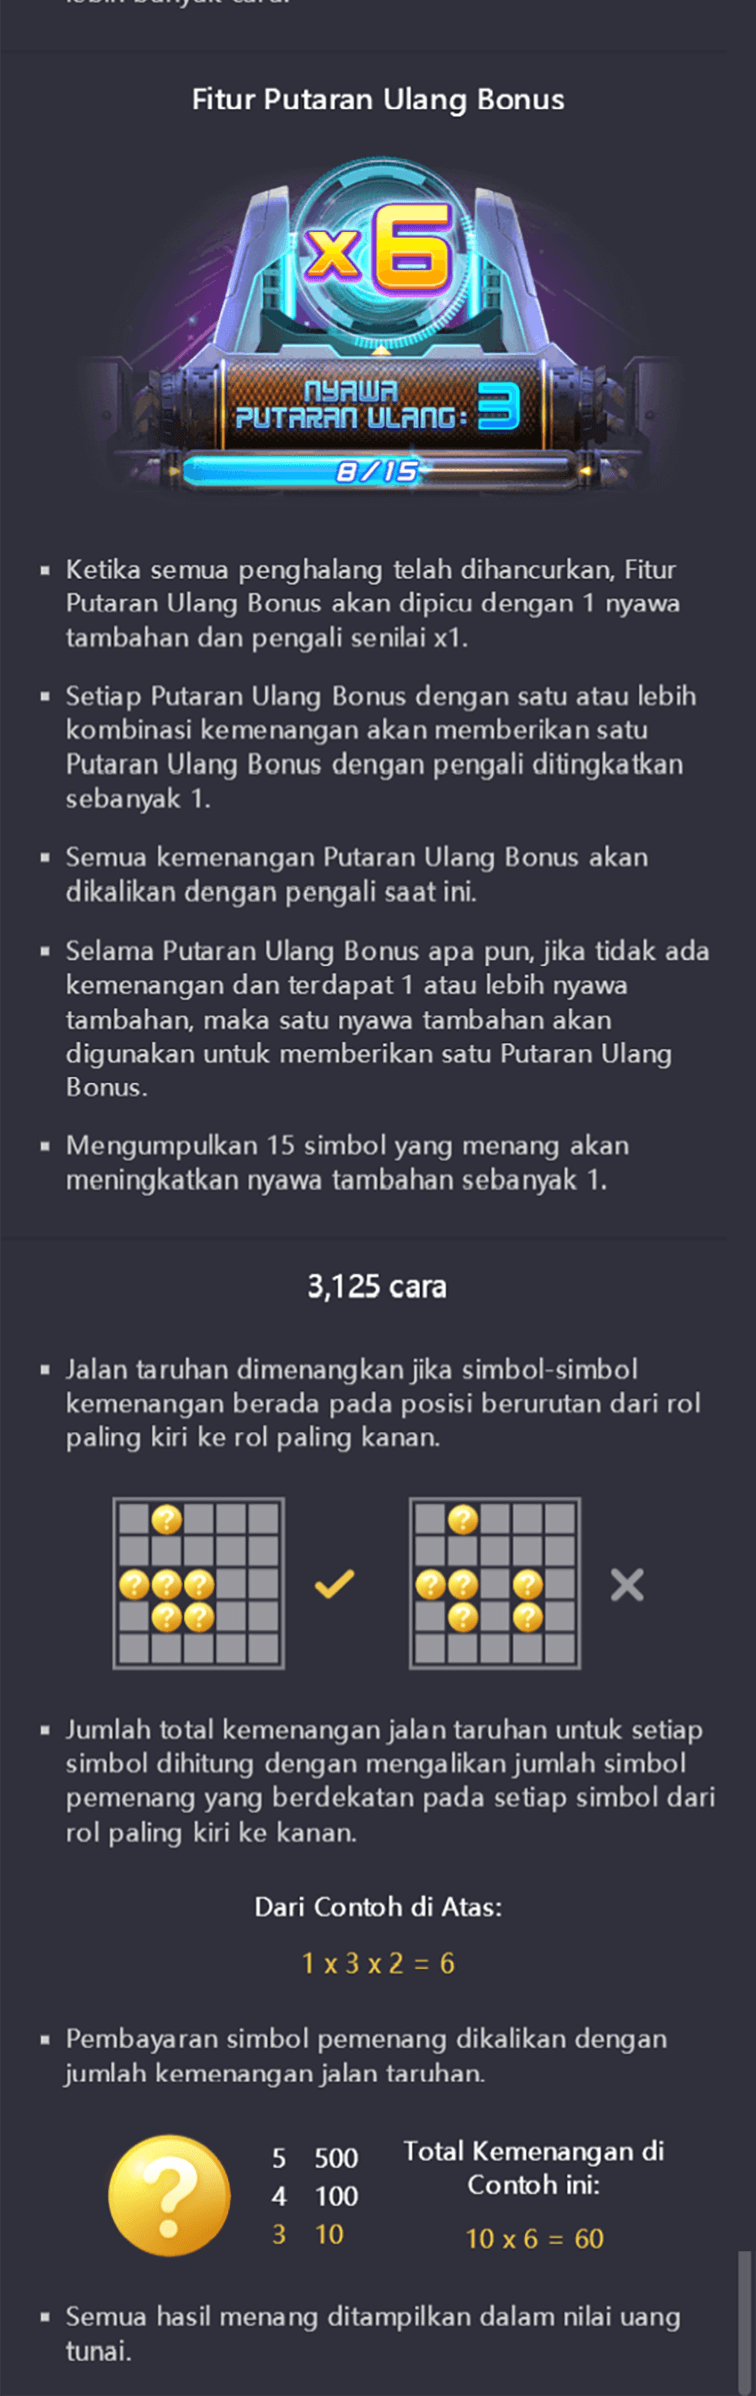 Fitur Putaran Ulang Bonus
x6
NYAWA
PUTARAN ULANG: 3
8/15
Ketika semua penghalang telah dihancurkan, Fitur
Putaran Ulang Bonus akan dipicu dengan 1 nyawa
tambahan dan pengali senilai x1.
Setiap Putaran Ulang Bonus dengan satu atau lebih
kombinasi kemenangan akan memberikan satu
Putaran Ulang Bonus dengan pengali ditingkatkan
sebanyak 1.
Semua kemenangan Putaran Ulang Bonus akan
dikalikan dengan pengali saat ini.
Selama Putaran Ulang Bonus apa pun, jika tidak ada
kemenangan dan terdapat 1 atau lebih nyawa
tambahan, maka satu nyawa tambahan akan
digunakan untuk memberikan satu Putaran Ulang
Bonus.
Mengumpulkan 15 simbol yang menang akan
meningkatkan nyawa tambahan sebanyak 1.
3,125 cara
Jalan taruhan dimenangkan jika simbol-simbol
kemenangan berada pada posisi berurutan dari rol
paling kiri ke rol paling kanan.
? ?
? ? ? ? ? ?
? ? ? ?
Jumlah total kemenangan jalan taruhan untuk setiap
simbol dihitung dengan mengalikan jumlah simbol
pemenang yang berdekatan pada setiap simbol dari
rol paling kiri ke kanan.
Dari Contoh di Atas:
1 x 3 x 2 = 6
Pembayaran simbol pemenang dikalikan dengan
jumlah kemenangan jalan taruhan.
?
5 500
4 100
3 10
Total Kemenangan di
Contoh ini:
10 x 6 = 60
Semua hasil menang ditampilkan dalam nilai uang
tunai.